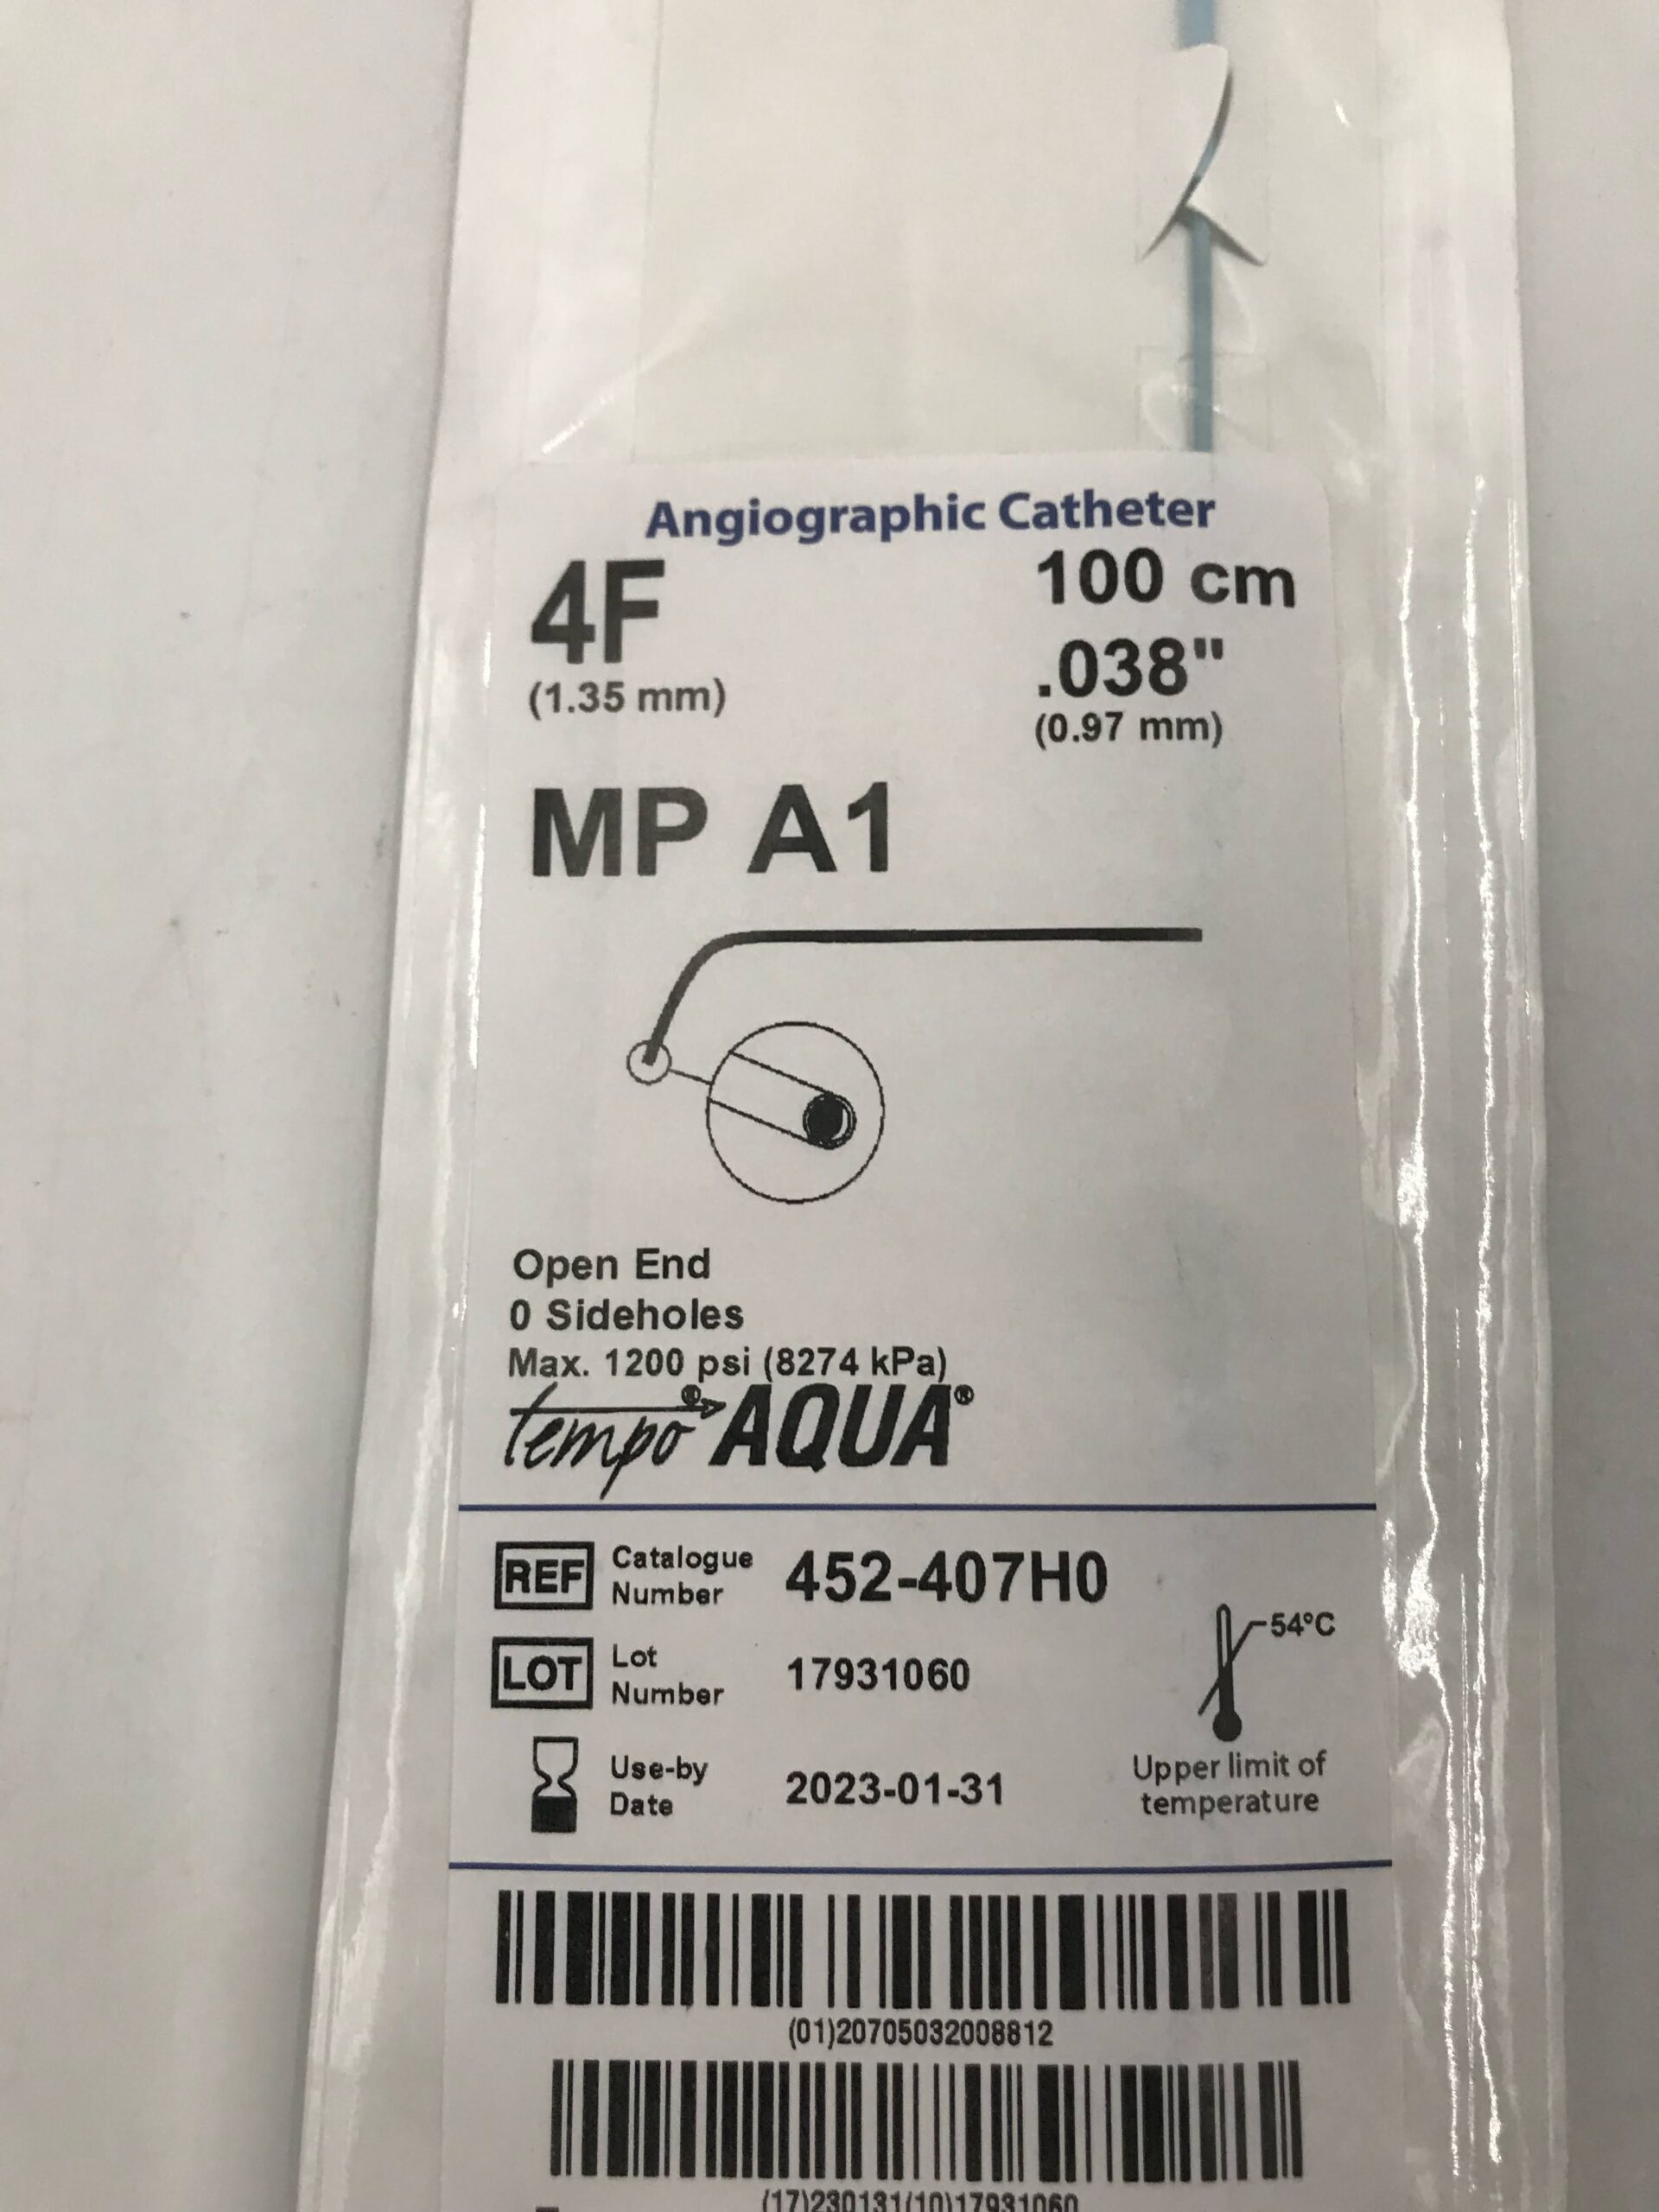 Angiographic Catheter
4F 100 cm
(1.35 mm) .038"
(0.97 mm)
MP A1
Open End
0 Sideholes
Max. 1200 psi (8274 kPa)
tempo® AQUA®
REF Catalogue Number 452-407H0
54°C
LOT Lot Number 17931060
Use-by Date 2023-01-31
Upper limit of
temperature
(01)20705032008812
(17)230131(10)17931060